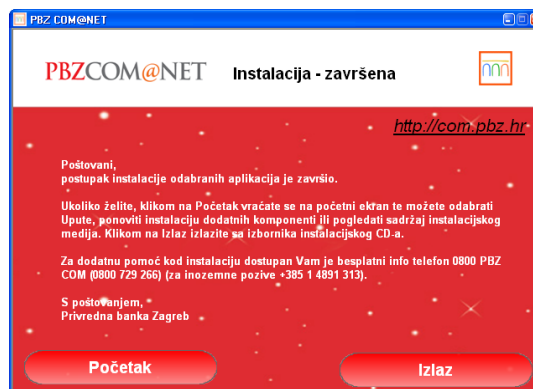 PBZ COM@NET
PBZCOM@NET
Instalacija - završena
http://com.pbz.hr
Poštovani,
postupak instalacije odabranih aplikacija je završio.
Ukoliko želite, klikom na Početak vraćate se na početni ekran te možete odabrati
Upute, ponoviti instalaciju dodatnih komponenti ili pogledati sadržaj instalacijskog
medija. Klikom na Izlaz izlazite sa izbornika instalacijskog CD-a.
Za dodatnu pomoć kod instalaciju dostupan Vam je besplatni info telefon 0800 PBZ
COM (0800 729 266) (za inozemne pozive +385 1 4891 313).
S poštovanjem,
Privredna banka Zagreb
Početak
Izlaz